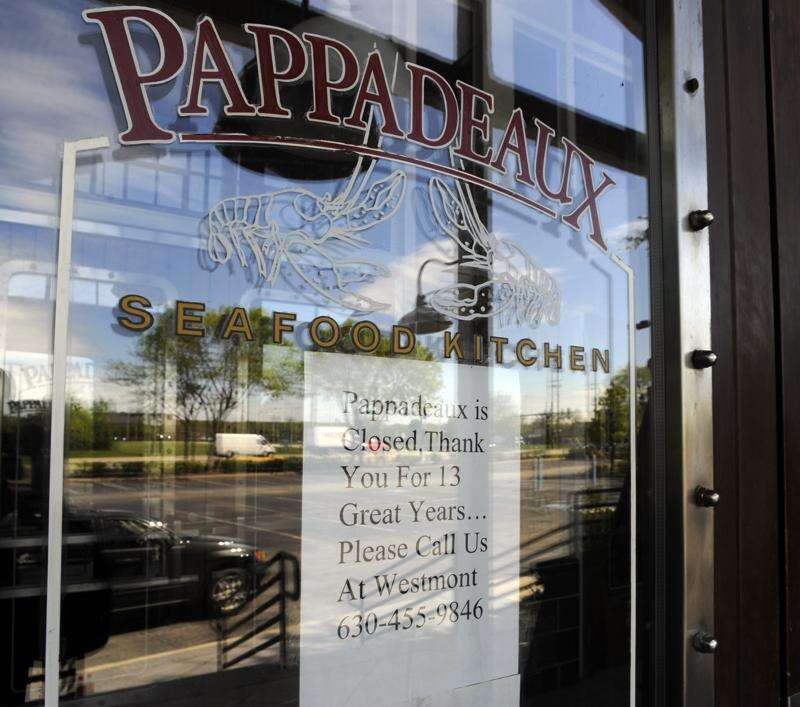 PAPPADEAUX
SEAFOOD KITCHEN
Pappadeaux is
Closed,Thank
You For 13
Great Years...
Please Call Us
At Westmont
630-455-9846